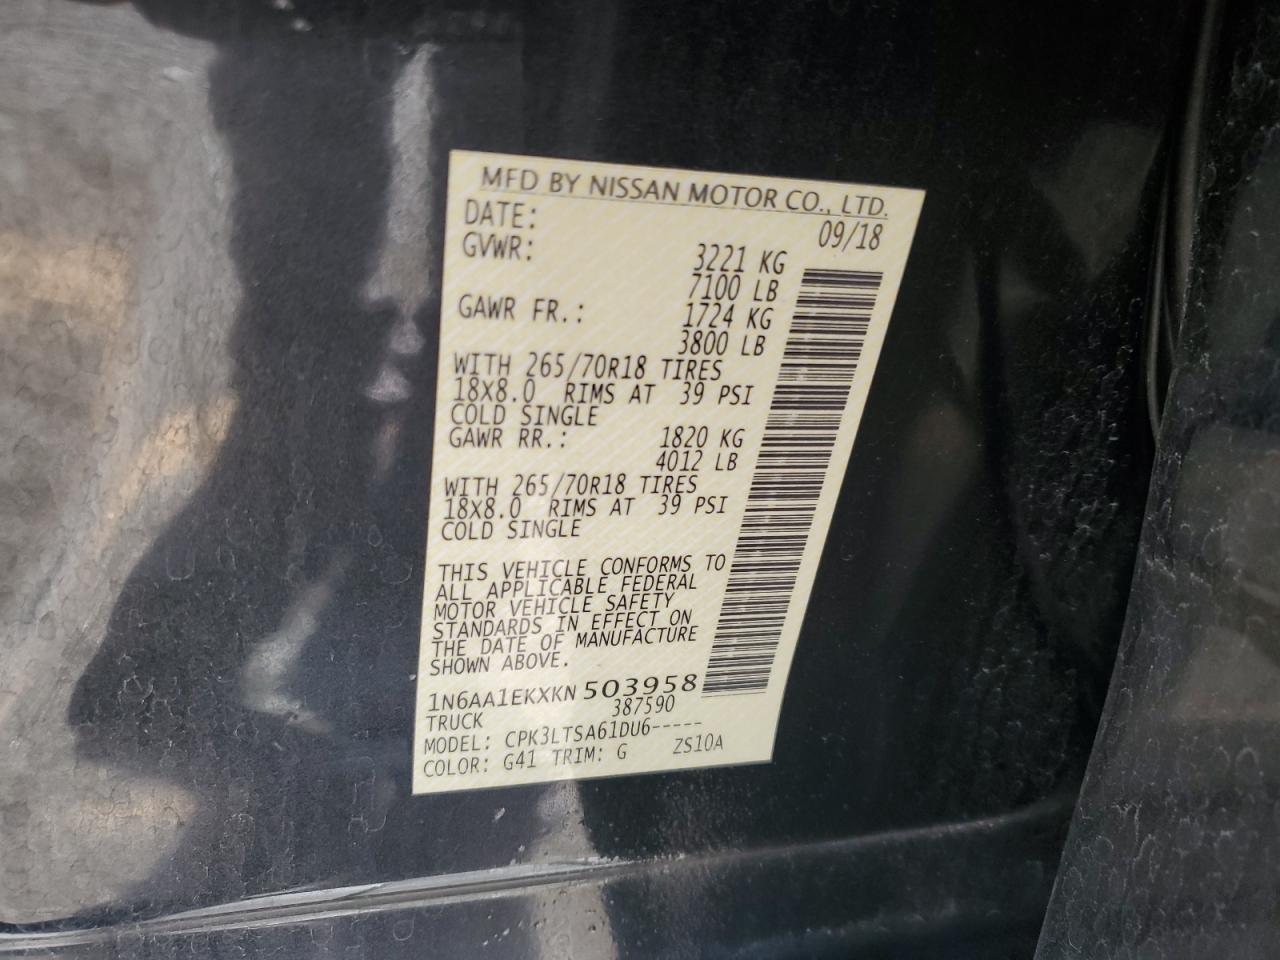 MFD BY NISSAN MOTOR CO., LTD.
DATE: 09/18
GVWR: 3221 KG
7100 LB
GAWR FR.: 1724 KG
3800 LB
WITH 265/70R18 TIRES
18X8.0 RIMS AT 39 PSI
COLD SINGLE
GAWR RR.: 1820 KG
4012 LB
WITH 265/70R18 TIRES
18X8.0 RIMS AT 39 PSI
COLD SINGLE
THIS VEHICLE CONFORMS TO
ALL APPLICABLE FEDERAL
MOTOR VEHICLE SAFETY
STANDARDS IN EFFECT ON
THE DATE OF MANUFACTURE
SHOWN ABOVE.
1N6AA1EKXKN503958
TRUCK 387590
MODEL: CPK3LTSA61DU6-----
COLOR: G41 TRIM: G ZS10A